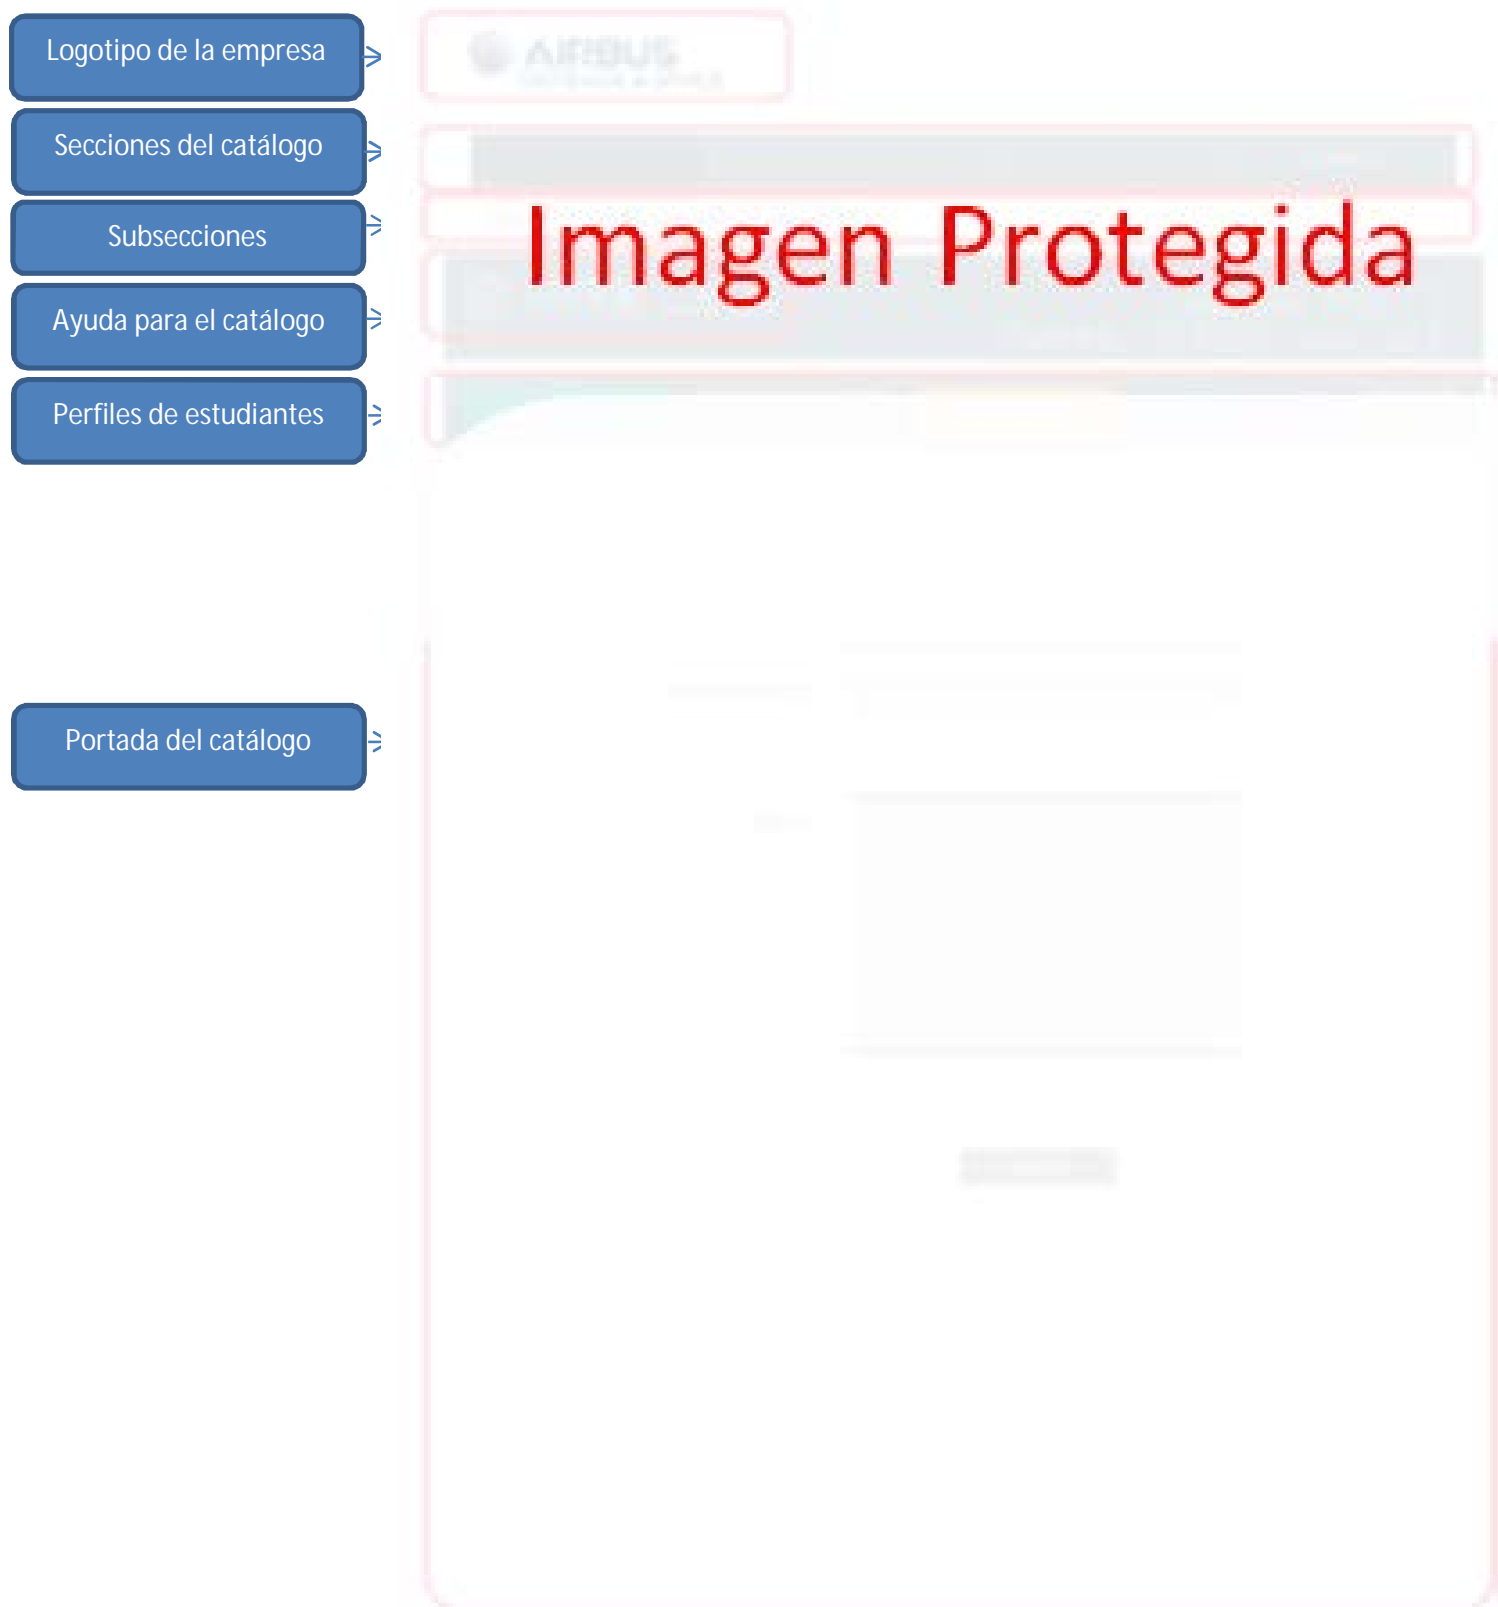 Logotipo de la empresa
AIRBUS
Secciones del catálogo
Subsecciones
Imagen Protegida
Ayuda para el catálogo
Perfiles de estudiantes
Portada del catálogo